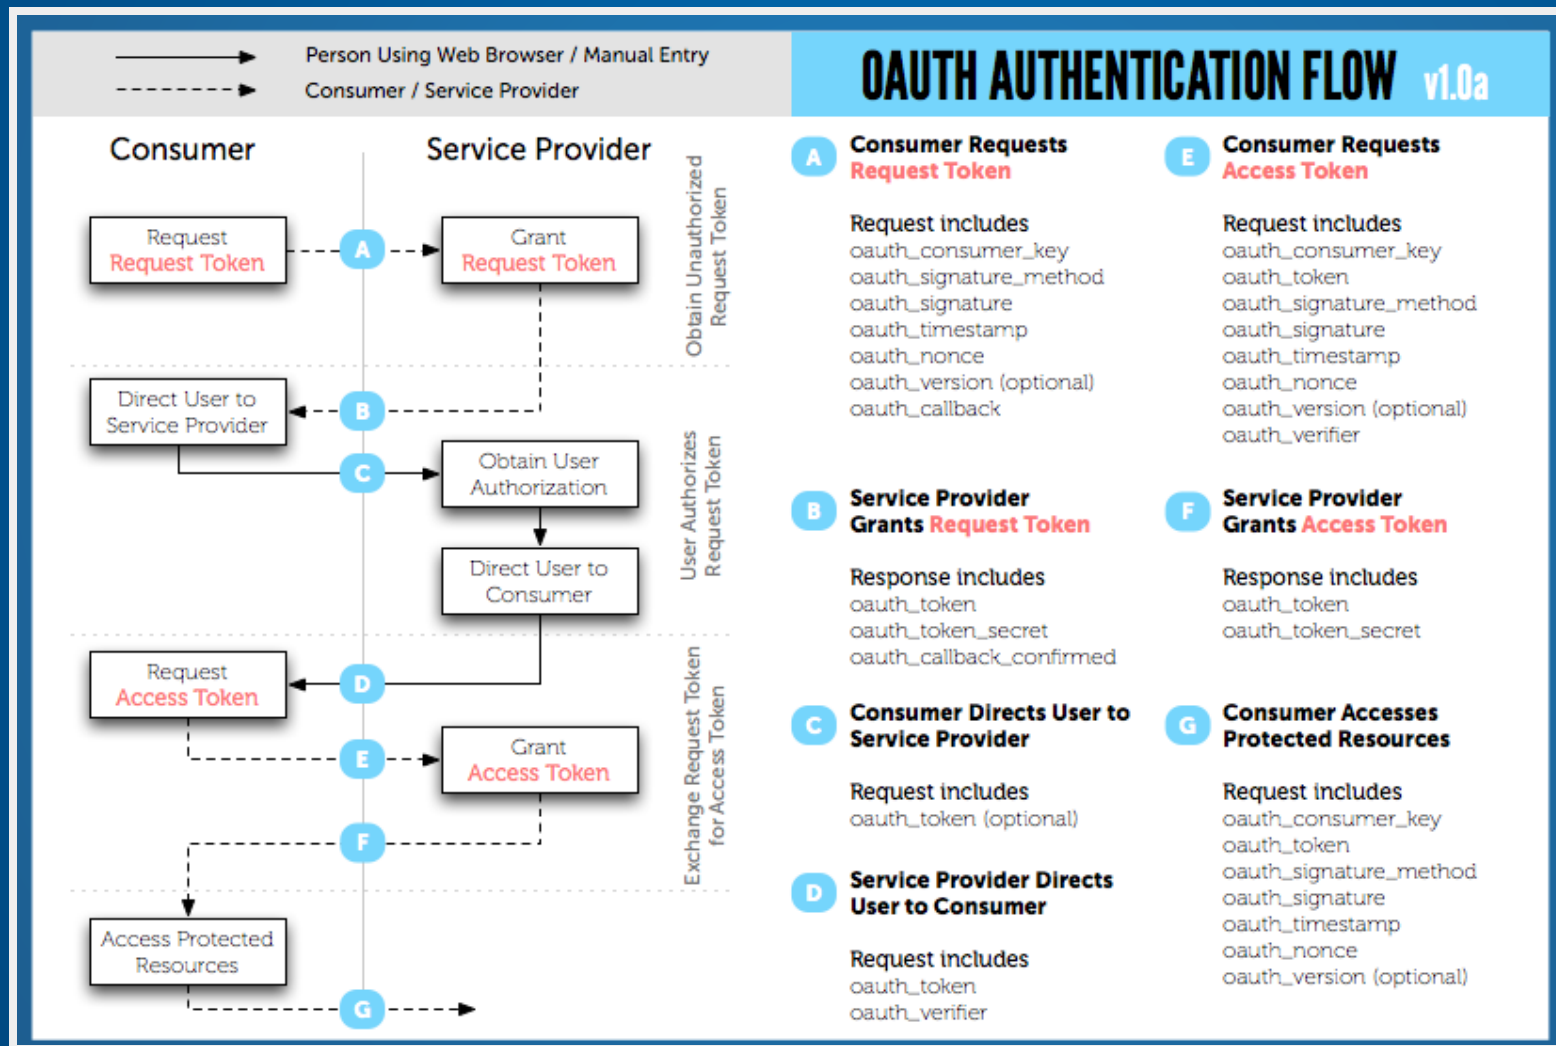 Person Using Web Browser / Manual Entry
Consumer / Service Provider
OAUTH AUTHENTICATION FLOW v1.0a
Consumer
Service Provider
Request
Request Token
A
Grant
Request Token
Obtain Unauthorized
Request Token
Direct User to
Service Provider
B
C
Obtain User
Authorization
Direct User to
Consumer
User Authorizes
Request Token
Request
Access Token
D
E
Grant
Access Token
F
Exchange Request Token
for Access Token
Access Protected
Resources
G
A
Consumer Requests
Request Token
Request includes
oauth_consumer_key
oauth_signature_method
oauth_signature
oauth_timestamp
oauth_nonce
oauth_version (optional)
oauth_callback
B
Service Provider
Grants Request Token
Response includes
oauth_token
oauth_token_secret
oauth_callback_confirmed
C
Consumer Directs User to
Service Provider
Request includes
oauth_token (optional)
D
Service Provider Directs
User to Consumer
Request includes
oauth_token
oauth_verifier
E
Consumer Requests
Access Token
Request includes
oauth_consumer_key
oauth_token
oauth_signature_method
oauth_signature
oauth_timestamp
oauth_nonce
oauth_version (optional)
oauth_verifier
F
Service Provider
Grants Access Token
Response includes
oauth_token
oauth_token_secret
G
Consumer Accesses
Protected Resources
Request includes
oauth_consumer_key
oauth_token
oauth_signature_method
oauth_signature
oauth_timestamp
oauth_nonce
oauth_version (optional)